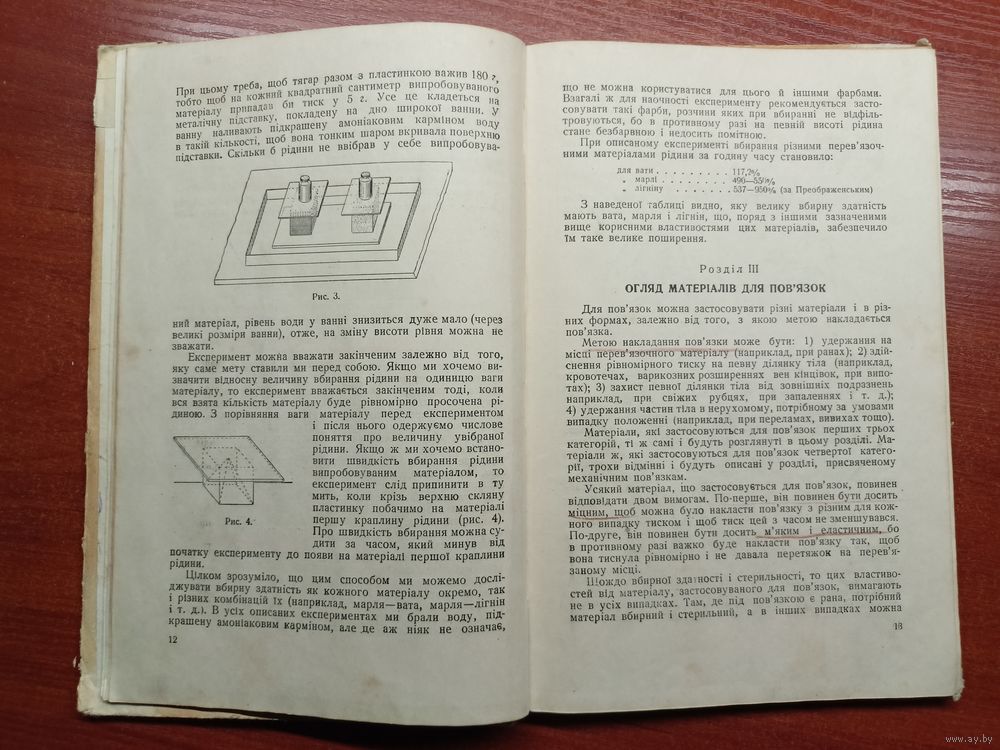 При цьому треба, щоб тягар разом з пластинкою важив 180 г,
тобто щоб на кожний квадратний сантиметр випробовуваного
матеріалу припадав би тиск у 5 г. Усе це кладеться на
металічну підставку, покладену на дно широкої ванни. У
ванну наливають підкрашену амоніаковим карміном воду
в такій кількості, щоб вона тонким шаром вкривала поверхню
підставки. Скільки б рідини не ввібрав у себе випробовува-
Рис. 3.
ний матеріал, рівень води у ванні знизиться дуже мало (через
великі розміри ванни), отже, на зміну висоти рівня можна не
зважати.
Експеримент можна вважати закінченим залежно від того,
яку саме мету ставили ми перед собою. Якщо ми хочемо ви-
значити відносну величину вбирання рідини на одиницю ваги
матеріалу, то експеримент вважається закінченим тоді, коли
вся взята кількість матеріалу буде рівномірно просочена рі-
диною. З порівняння ваги матеріалу перед експериментом
і після нього одержуємо числове
поняття про величину увібраної
рідини. Якщо ж ми хочемо встано-
вити швидкість вбирання рідини
випробовуваним матеріалом, то
експеримент слід припинити в ту
мить, коли крізь верхню скляну
пластинку побачимо на матеріалі
першу краплину рідини (рис. 4).
Про швидкість вбирання можна су-
дити за часом, який минув від
Рис. 4.
початку експерименту до появи на матеріалі першої краплини
рідини.
Цілком зрозуміло, що цим способом ми можемо дослі-
джувати вбирну здатність як кожного матеріалу окремо, так
і різних комбінацій їх (наприклад, марля—вата, марля—лігнін
і т. д.). В усіх описаних експериментах ми брали воду, під-
крашену амоніаковим карміном, але це аж ніяк не означає,
12
що не можна користуватися для цього й іншими фарбами.
Взагалі ж для наочності експерименту рекомендується засто-
совувати такі фарби, розчини яких при вбиранні не відфіль-
тровуються, бо в противному разі на певній висоті рідина
стане безбарвною і недосить помітною.
При описаному експерименті вбирання різними перев'язоч-
ними матеріалами рідини за годину часу становило:
для вати . . . . . . . . . 117,2%
„ марлі . . . . . . . . 490—550%
„ лігніну . . . . . . . 537—950% (за Преображенським)
З наведеної таблиці видно, яку велику вбирну здатність
мають вата, марля і лігнін, що, поряд з іншими зазначеними
вище корисними властивостями цих матеріалів, забезпечило
їм таке велике поширення.
Розділ III
ОГЛЯД МАТЕРІАЛІВ ДЛЯ ПОВ'ЯЗОК
Для пов'язок можна застосовувати різні матеріали і в різ-
них формах, залежно від того, з якою метою накладається
пов'язка.
Метою накладання пов'язки може бути: 1) удержання на
місці перев'язочного матеріалу (наприклад, при ранах); 2) здій-
снення рівномірного тиску на певну ділянку тіла (наприклад,
кровотечах, варикозних розширеннях вен кінцівок, при випо-
тах); 3) захист певної ділянки тіла від зовнішніх подразнень
наприклад, при свіжих рубцях, при запаленнях і т. д.);
4) удержання частин тіла в нерухомому, потрібному за умовами
випадку положенні (наприклад, при переламах, вивихах тощо).
Матеріали, які застосовуються для пов'язок перших трьох
категорій, ті ж самі і будуть розглянуті в цьому розділі. Ма-
теріали ж, які застосовуються для пов'язок четвертої катего-
рії, трохи відмінні і будуть описані у розділі, присвяченому
механічним пов'язкам.
Усякий матеріал, що застосовується для пов'язок, повинен
відповідати двом вимогам. По-перше, він повинен бути досить
міцним, щоб можна було накласти пов'язку з різним для кож-
ного випадку тиском і щоб тиск цей з часом не зменшувався.
По-друге, він повинен бути досить м'яким і еластичним, бо
в противному разі важко буде накласти пов'язку так, щоб
вона тиснула рівномірно і не давала перетяжок на перев'я-
заному місці.
Щождо вбирної здатності і стерильності, то цих властиво-
стей від матеріалу, застосовуваного для пов'язок, вимагають
не в усіх випадках. Там, де під пов'язкою є рана, потрібний
матеріал вбирний і стерильний, а в інших випадках можна
13
www.ay.by